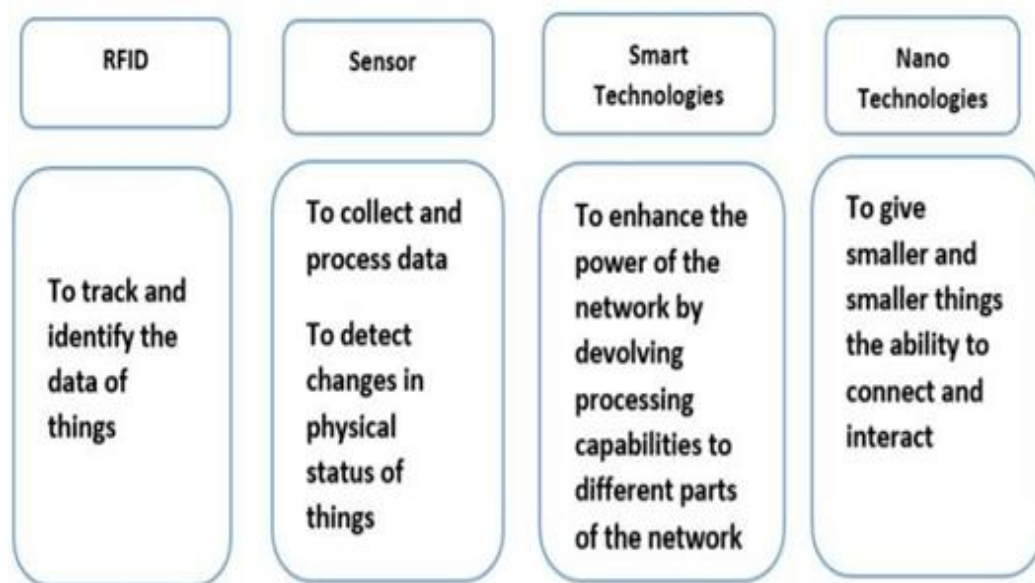 RFID
To track and
identify the
data of
things
Sensor
To collect and
process data
To detect
changes in
physical
status of
things
Smart
Technologies
To enhance the
power of the
network by
devolving
processing
capabilities to
different parts
of the network
Nano
Technologies
To give
smaller and
smaller things
the ability to
connect and
interact